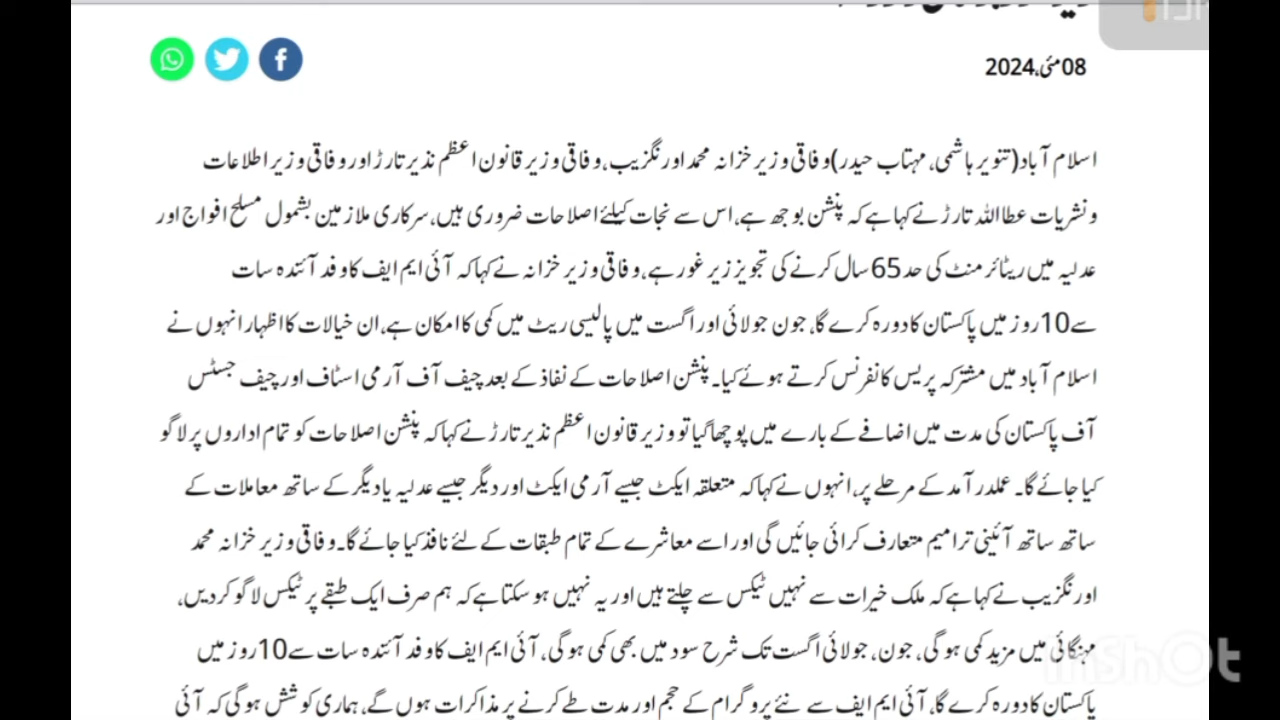 08 مئی، 2024
اسلام آباد(تنویر ہاشمی، مہتاب حیدر)وفاقی وزیر خزانہ محمد اورنگزیب، وفاقی وزیر قانون اعظم نذیر تارڑ اور وفاقی وزیر اطلاعات
ونشریات عطااللہ تارڑ نے کہا ہے کہ پنشن بوجھ ہے، اس سے نجات کیلئے اصلاحات ضروری ہیں، سرکاری ملازمین بشمول مسلح افواج اور
عدلیہ میں ریٹائرمنٹ کی حد 65 سال کرنے کی تجویز زیر غور ہے، وفاقی وزیر خزانہ نے کہا کہ آئی ایم ایف کا وفد آئندہ سات
سے 10 روز میں پاکستان کا دورہ کرے گا، جون جولائی اور اگست میں پالیسی ریٹ میں کمی کا امکان ہے، ان خیالات کا اظہار انہوں نے
اسلام آباد میں مشترکہ پریس کانفرنس کرتے ہوئے کیا۔ پنشن اصلاحات کے نفاذ کے بعد چیف آف آرمی اسٹاف اور چیف جسٹس
آف پاکستان کی مدت میں اضافے کے بارے میں پوچھا گیا تو وزیر قانون اعظم نذیر تارڑ نے کہا کہ پنشن اصلاحات کو تمام اداروں پر لاگو
کیا جائے گا۔ عملدرآمد کے مرحلے پر، انہوں نے کہا کہ متعلقہ ایکٹ جیسے آرمی ایکٹ اور دیگر جیسے عدلیہ یا دیگر کے ساتھ معاملات کے
ساتھ ساتھ آئینی ترامیم متعارف کرائی جائیں گی اور اسے معاشرے کے تمام طبقات کے لئے نافذ کیا جائے گا۔ وفاقی وزیر خزانہ محمد
اورنگزیب نے کہا ہے کہ ملک خیرات سے نہیں ٹیکس سے چلتے ہیں اور یہ نہیں ہو سکتا ہے کہ ہم صرف ایک طبقے پر ٹیکس لاگو کردیں،
مہنگائی میں مزید کمی ہوگی، جون، جولائی اگست تک شرح سود میں بھی کمی ہوگی، آئی ایم ایف کا وفد آئندہ سات سے 10 روز میں
پاکستان کا دورہ کرے گا، آئی ایم ایف سے نئے پروگرام کے حجم اور مدت طے کرنے پر مذاکرات ہوں گے، ہماری کوشش ہوگی کہ آئی
InShOt